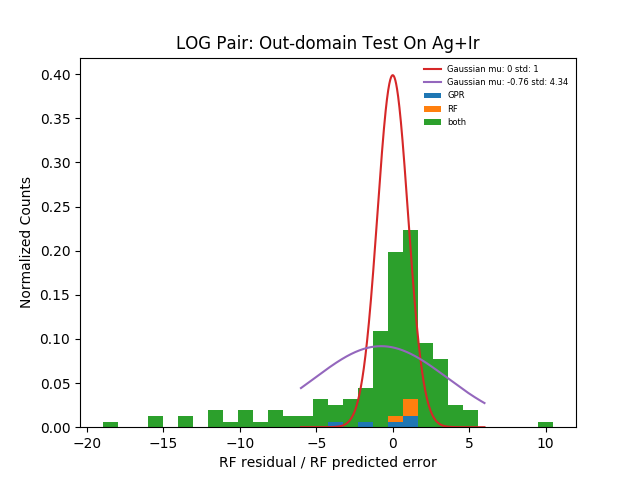 LOG Pair: Out-domain Test On Ag+Ir
Gaussian mu: 0 std: 1
Gaussian mu: -0.76 std: 4.34
GPR
RF
both
Normalized Counts
0.40
0.35
0.30
0.25
0.20
0.15
0.10
0.05
0.00
−20 −15 −10 −5 0 5 10
RF residual / RF predicted error